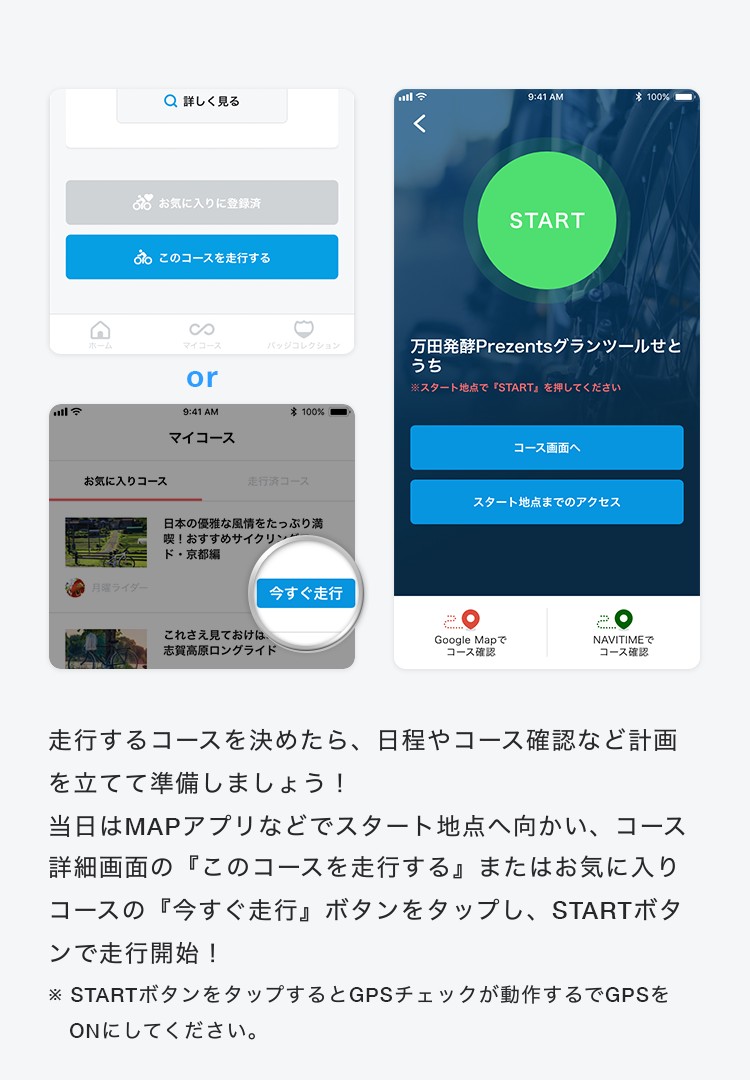 詳しく見る
お気に入りに登録済
このコースを走行する
ホーム
マイコース
バッジコレクション
or
9:41 AM
100%
マイコース
お気に入りコース
走行済コース
日本の優雅な風情をたっぷり満
喫！おすすめサイクリング
ド・京都編
月曜ライダー
今すぐ走行
これさえ見ておけば
志賀高原ロングライド
9:41 AM
100%
START
万田発酵Prezentsグランツールせと
うち
※スタート地点で『START』を押してください
コース画面へ
スタート地点までのアクセス
Google Mapで
コース確認
NAVITIMEで
コース確認
走行するコースを決めたら、日程やコース確認など計画
を立てて準備しましょう！
当日はMAPアプリなどでスタート地点へ向かい、コース
詳細画面の『このコースを走行する』またはお気に入り
コースの『今すぐ走行』ボタンをタップし、STARTボタ
ンで走行開始！
※ STARTボタンをタップするとGPSチェックが動作するでGPSを
ONにしてください。